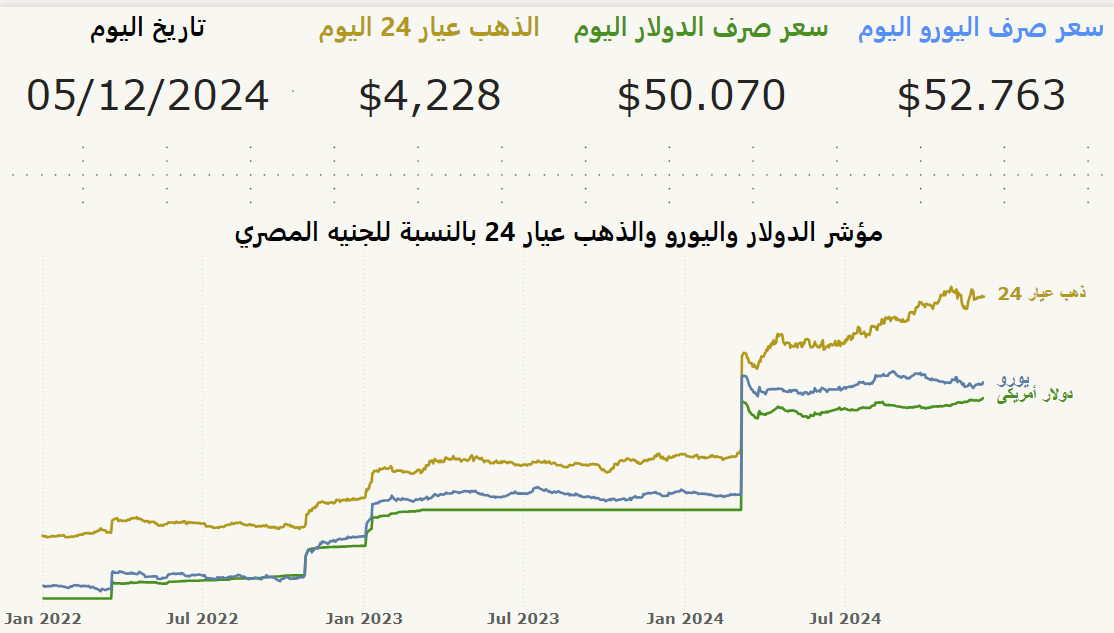 سعر صرف اليورو اليوم
$52.763
سعر صرف الدولار اليوم
$50.070
الذهب عيار 24 اليوم
$4,228
تاريخ اليوم
05/12/2024
مؤشر الدولار واليورو والذهب عيار 24 بالنسبة للجنيه المصري
ذهب عيار 24
يورو
دولار أمريكي
Jan 2022
Jul 2022
Jan 2023
Jul 2023
Jan 2024
Jul 2024